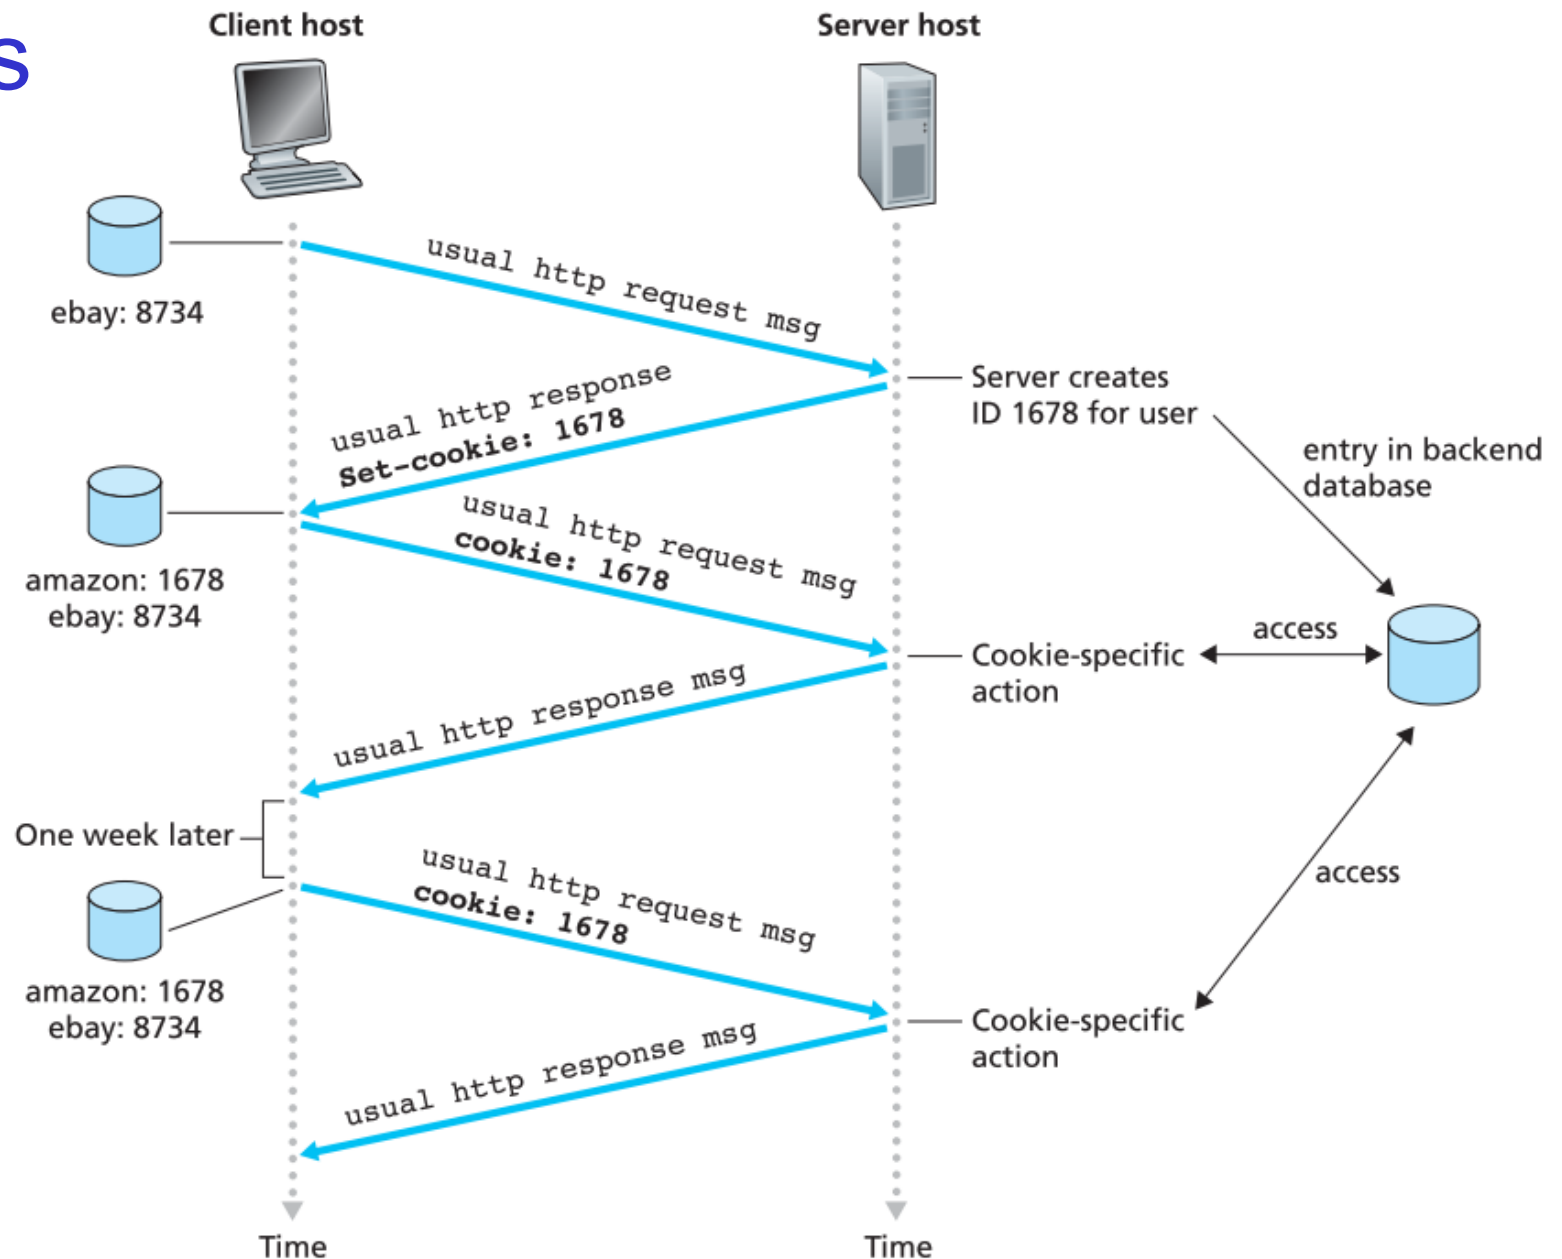 s
Client host
Server host
ebay: 8734
usual http request msg
Server creates
ID 1678 for user
entry in backend
database
usual http response
Set-cookie: 1678
amazon: 1678
ebay: 8734
usual http request msg
cookie: 1678
Cookie-specific
action
access
usual http response msg
One week later
amazon: 1678
ebay: 8734
usual http request msg
cookie: 1678
access
Cookie-specific
action
usual http response msg
Time
Time